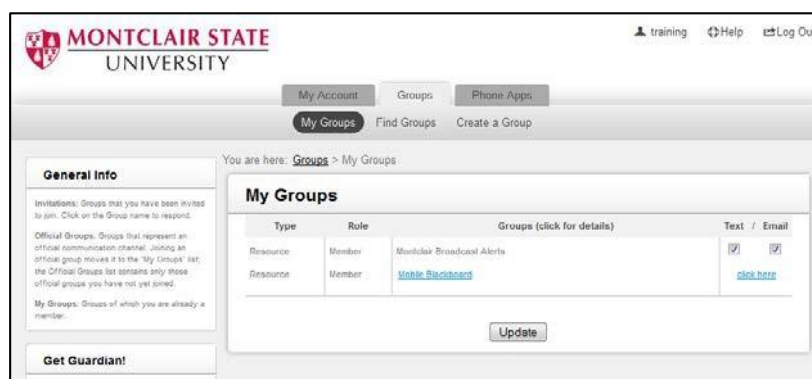 MONTCLAIR STATE
UNIVERSITY
training Help Log Ou
My Account Groups Phone Apps
My Groups Find Groups Create a Group
You are here: Groups > My Groups
General Info
Invitations: Groups that you have been invited
to join. Click on the Group name to respond.
Official Groups: Groups that represent an
official communication channel. Joining an
official group moves it to the "My Groups" list;
the Official Groups list contains only those
official groups you have not yet joined.
My Groups: Groups of which you are already a
member.
Get Guardian!
My Groups
Type Role Groups (click for details) Text / Email
Resource Member Montclair Broadcast Alerts
Resource Member Mobile Blackboard click here
Update